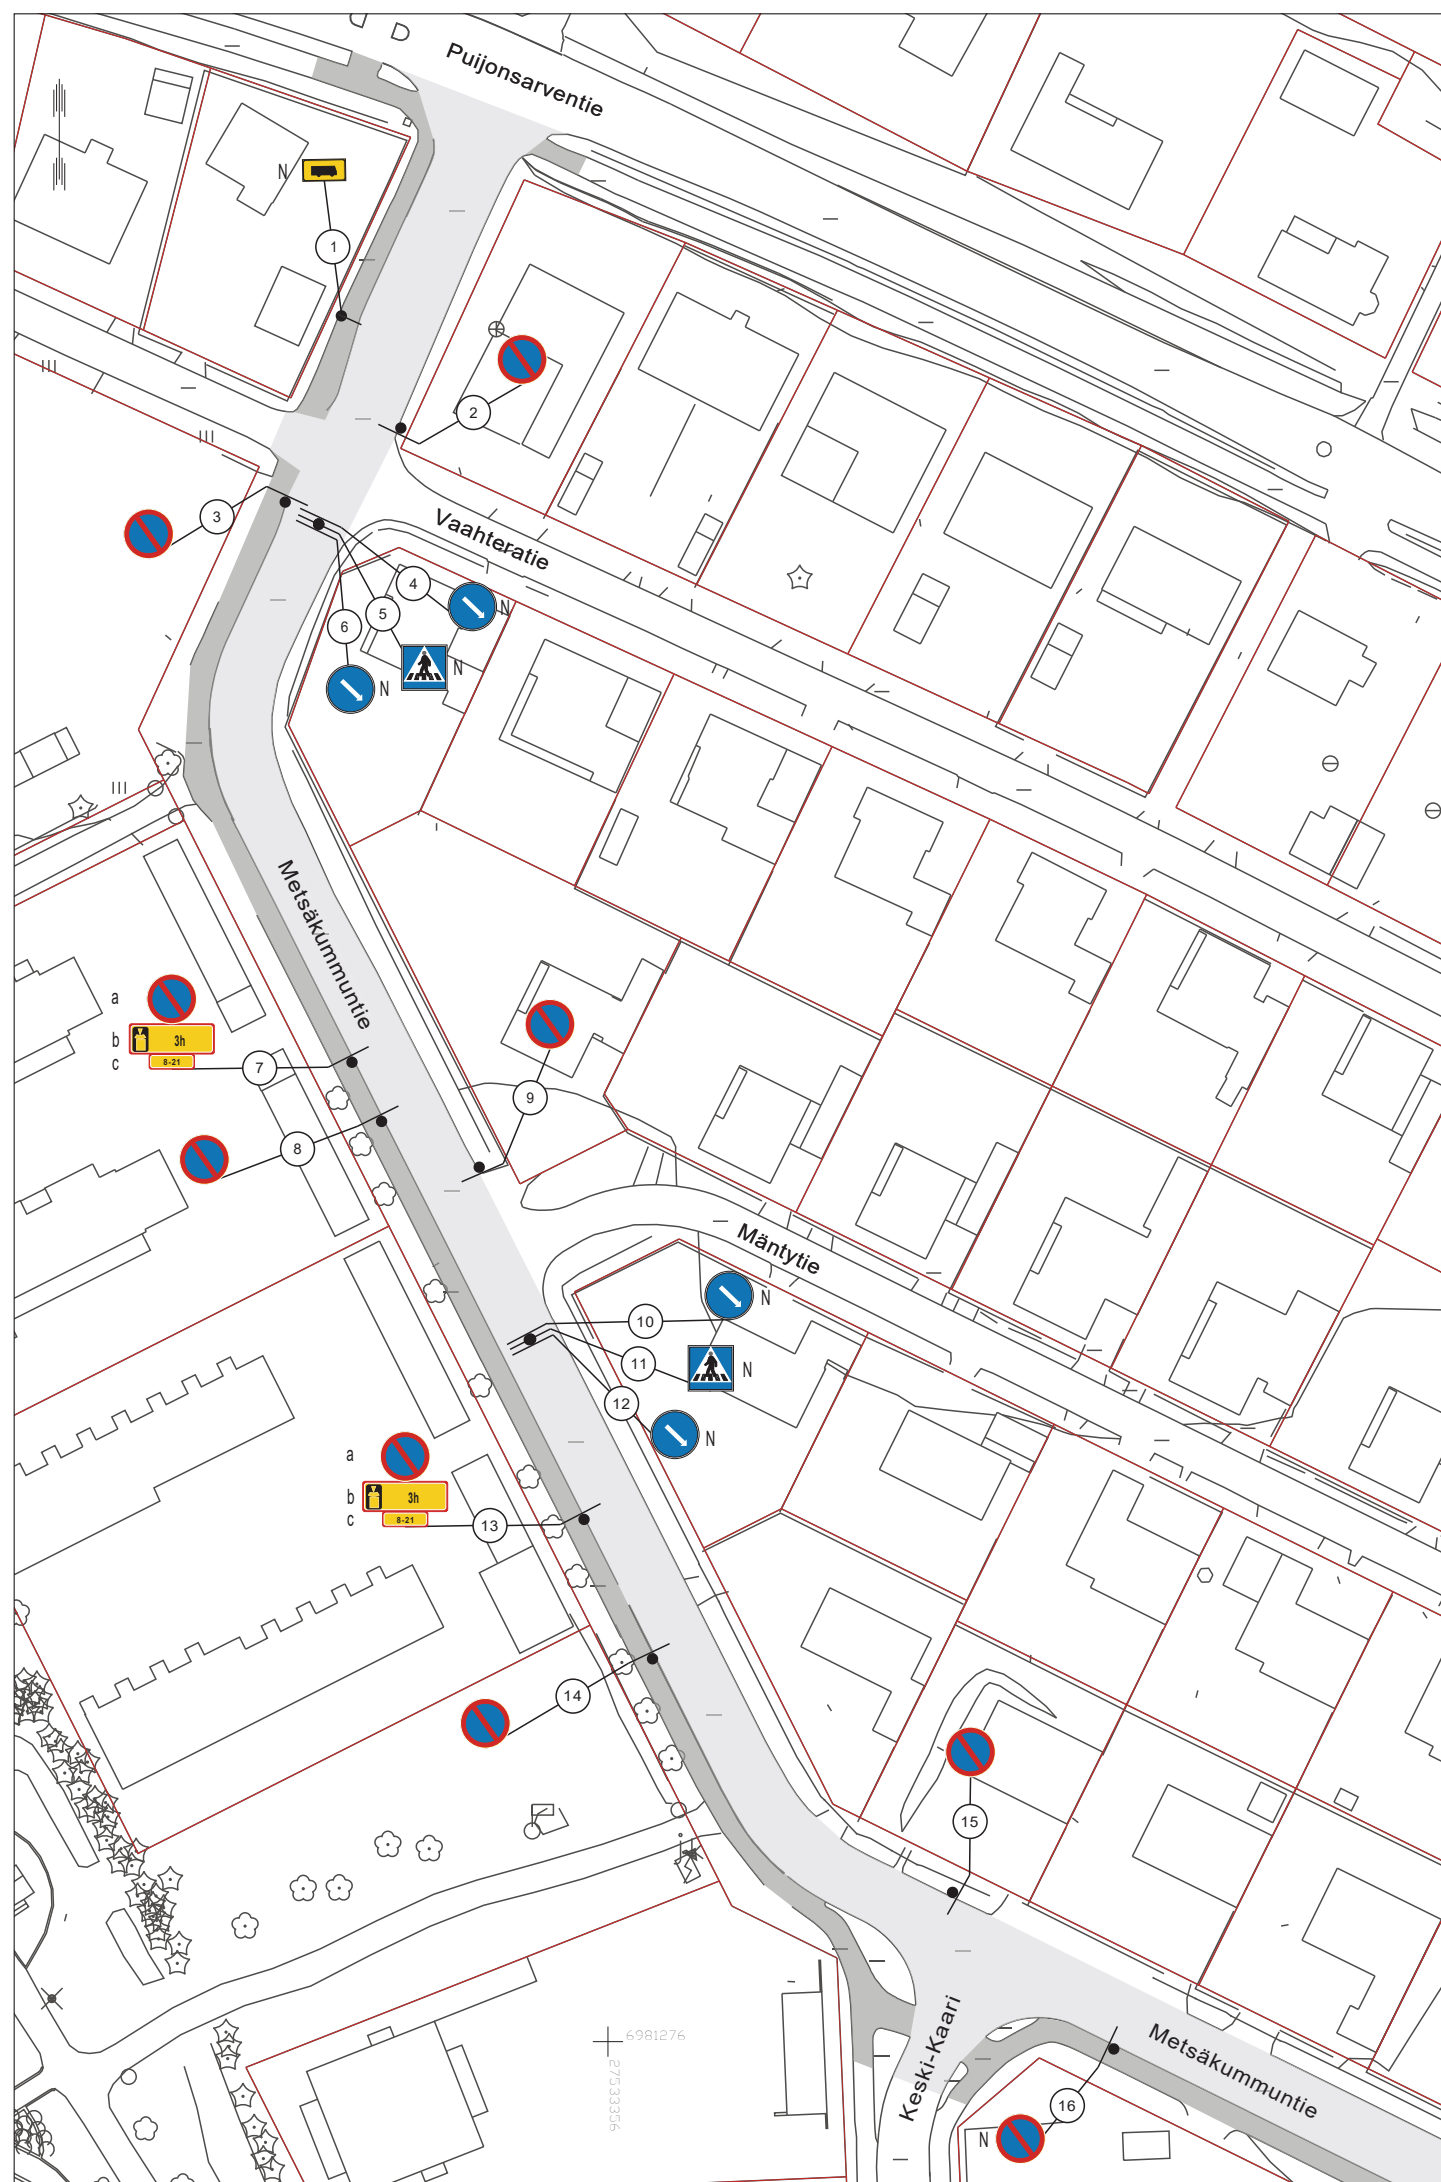 Puijonsarventie
N
1
2
3
Vaahteratie
4
N
5
6
N
N
Metsäkummuntie
a
b
3h
c
8-21
7
9
8
Mäntytie
N
10
11
N
12
N
a
b
3h
c
8-21
13
14
15
Keski-Kaari
Metsäkummuntie
6981276
27533356
16
N